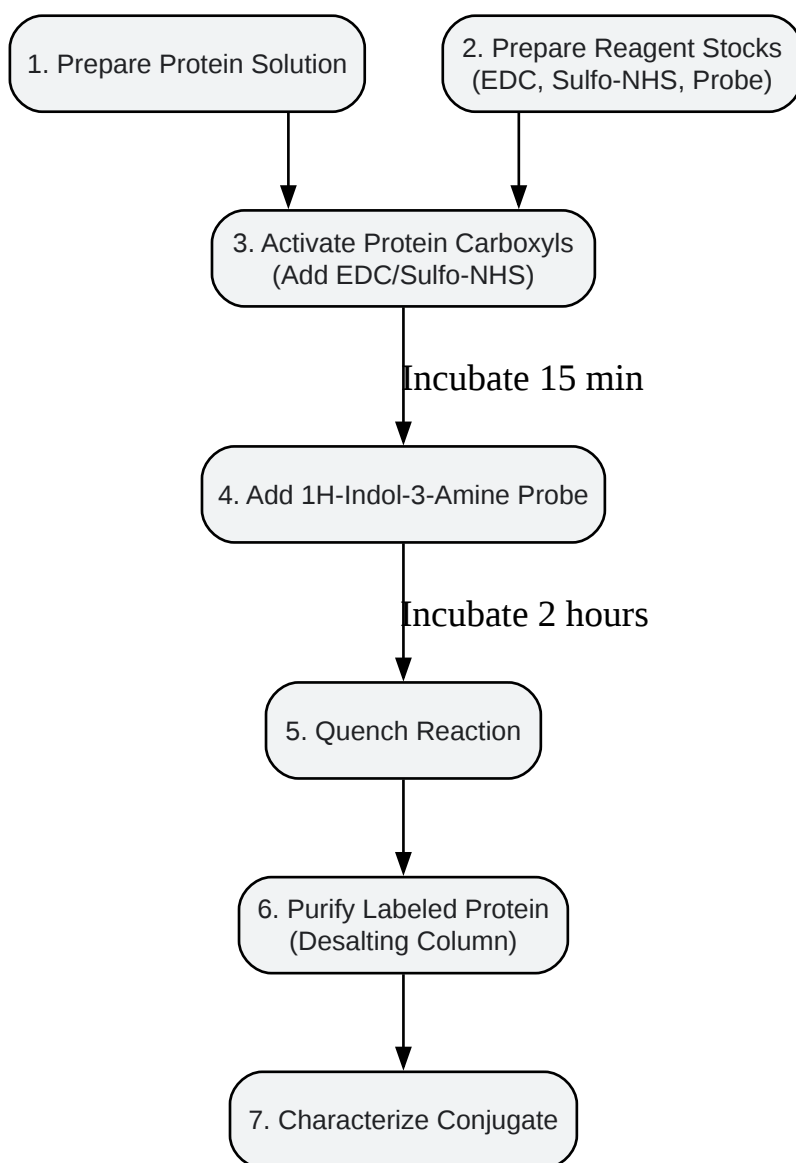 1. Prepare Protein Solution
2. Prepare Reagent Stocks
(EDC, Sulfo-NHS, Probe)
3. Activate Protein Carboxyls
(Add EDC/Sulfo-NHS)
Incubate 15 min
4. Add 1H-Indol-3-Amine Probe
Incubate 2 hours
5. Quench Reaction
6. Purify Labeled Protein
(Desalting Column)
7. Characterize Conjugate